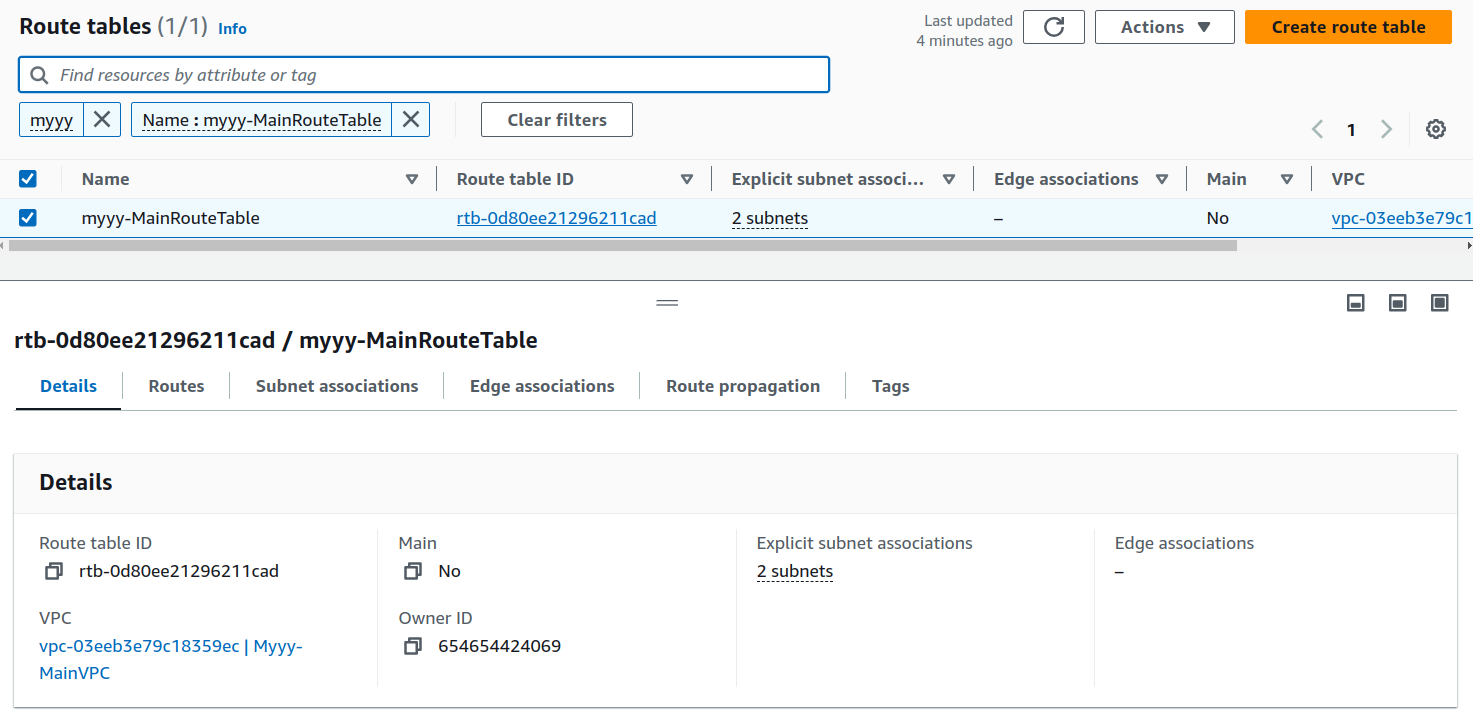 Route tables (1/1) Info
Last updated
4 minutes ago
Actions
Create route table
Find resources by attribute or tag
myyy
Name : myyy-MainRouteTable
Clear filters
1
Name
Route table ID
Explicit subnet associ...
Edge associations
Main
VPC
myyy-MainRouteTable
rtb-0d80ee21296211cad
2 subnets
–
No
vpc-03eeb3e79c1
rtb-0d80ee21296211cad / myyy-MainRouteTable
Details
Routes
Subnet associations
Edge associations
Route propagation
Tags
Details
Route table ID
rtb-0d80ee21296211cad
Main
No
Explicit subnet associations
2 subnets
Edge associations
–
VPC
vpc-03eeb3e79c18359ec | Myyy-
MainVPC
Owner ID
654654424069